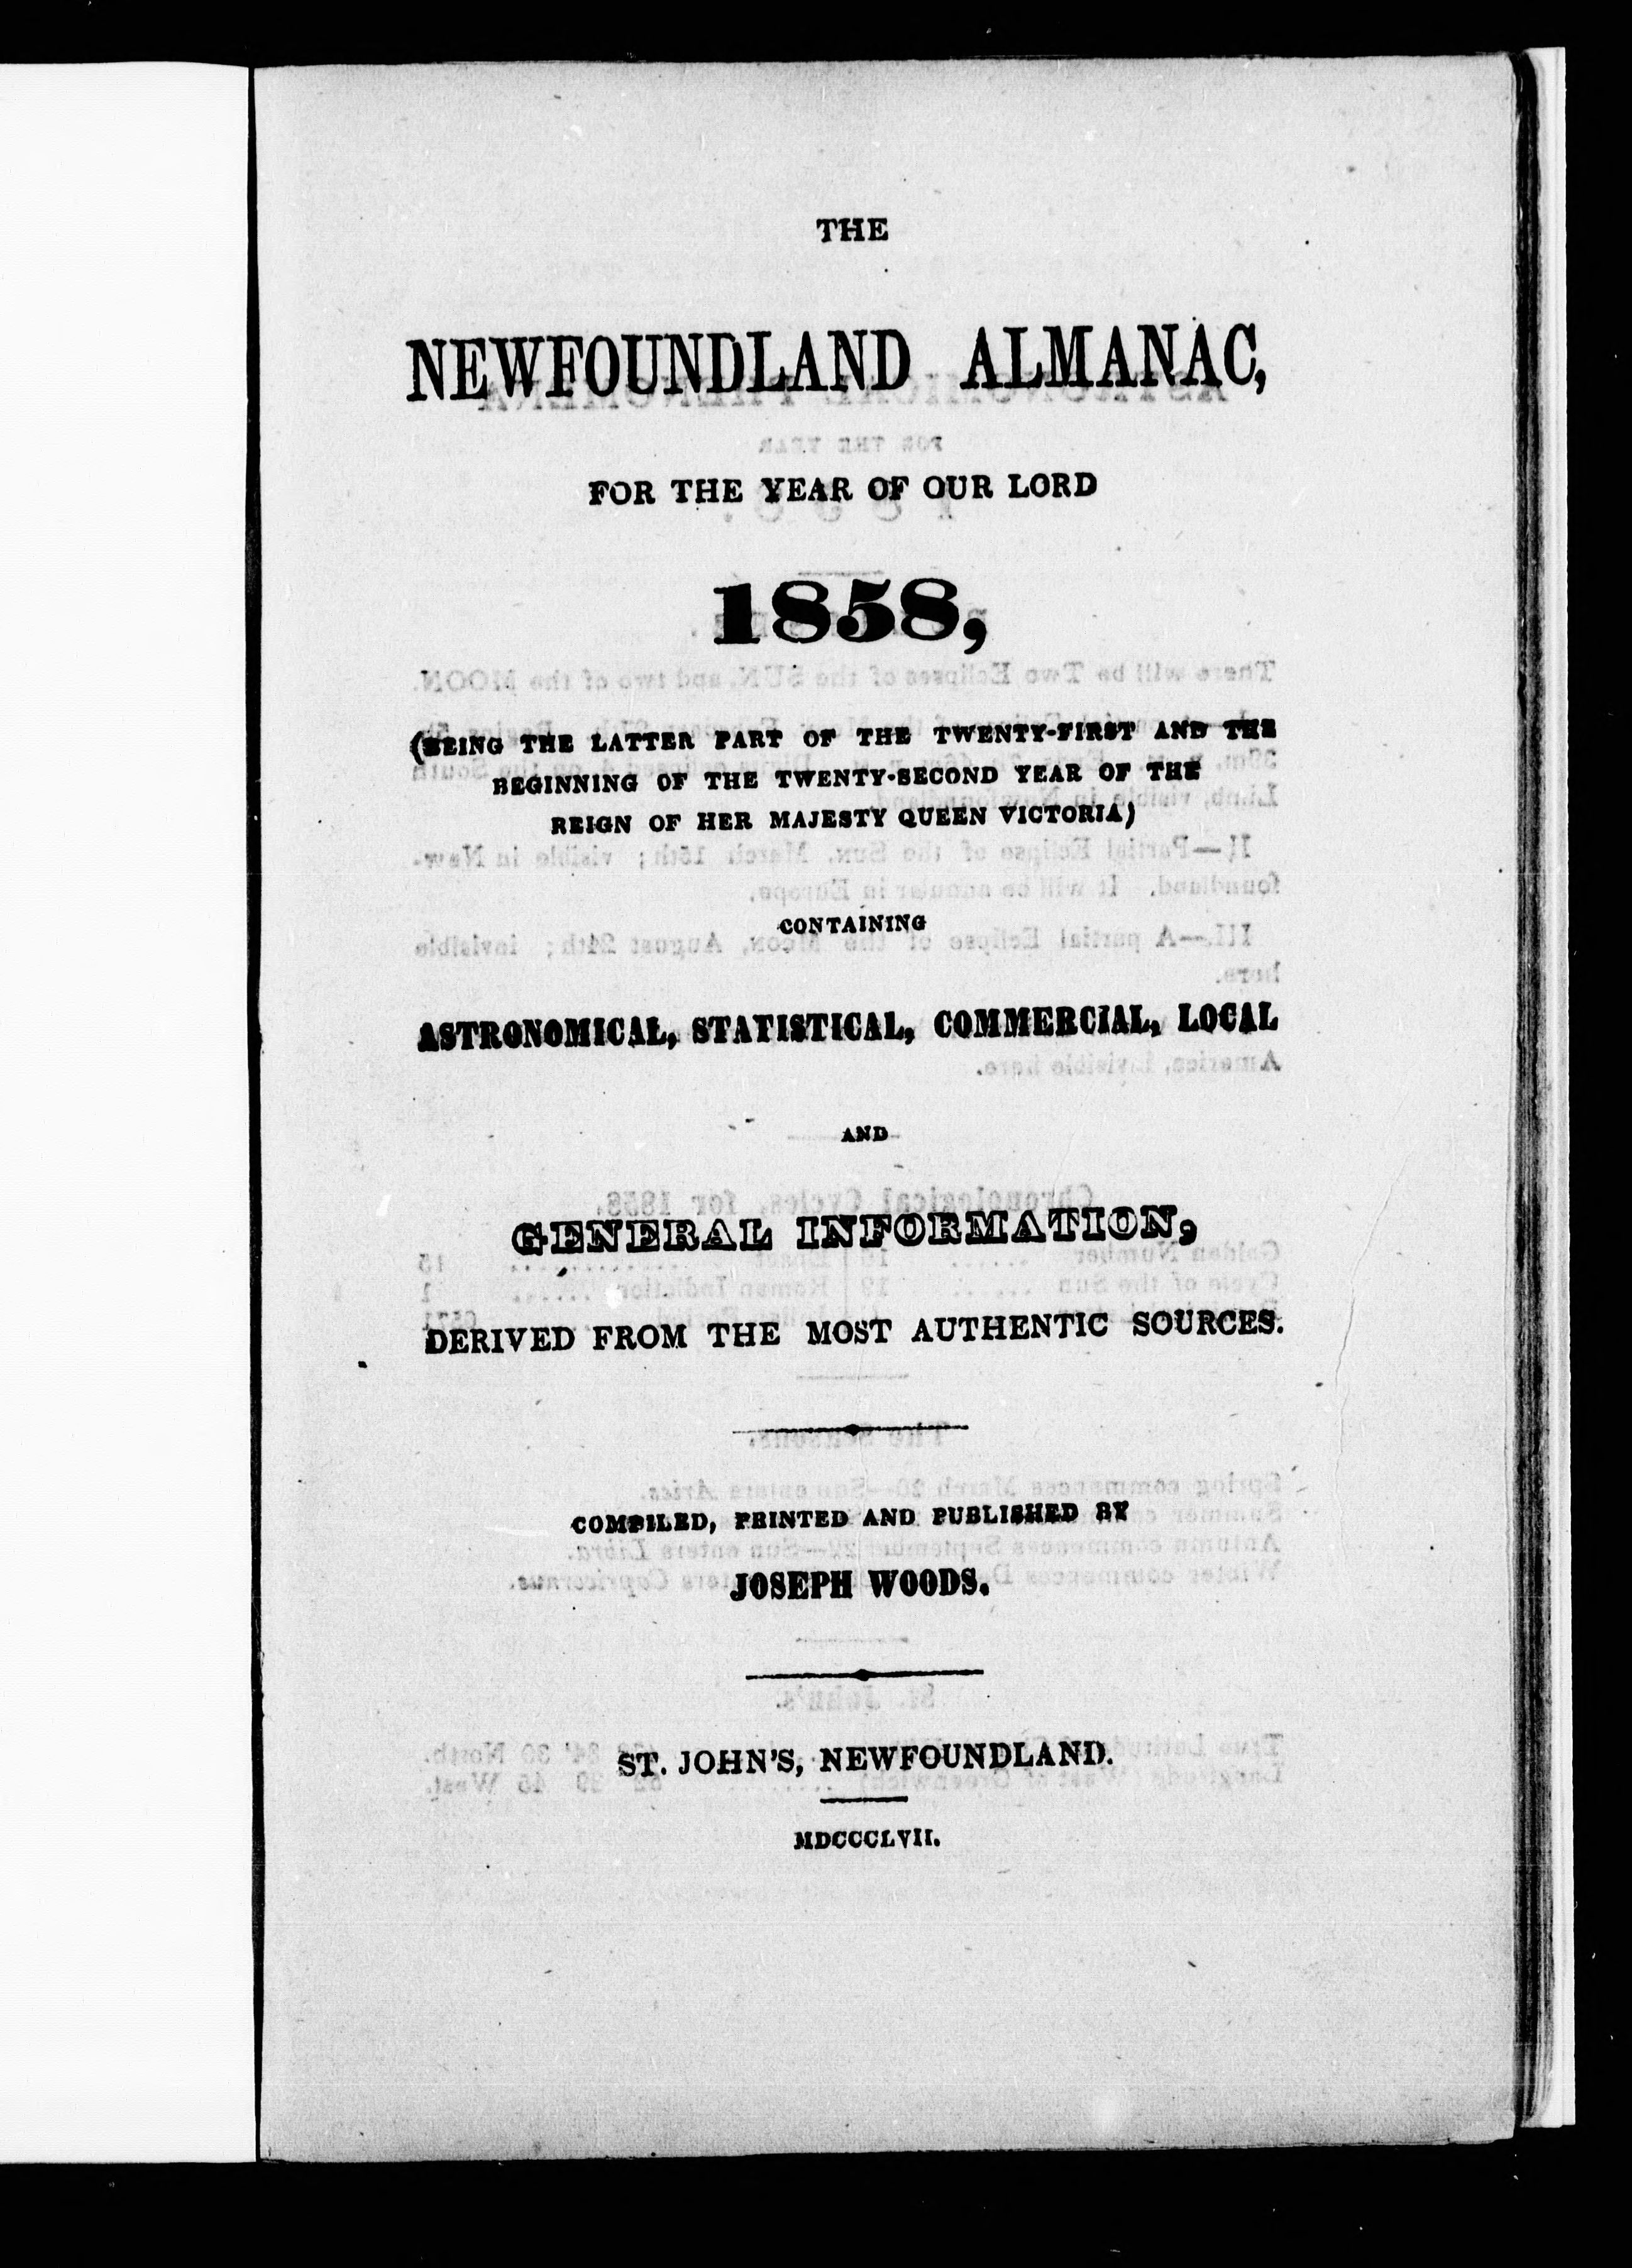 THE
NEWFOUNDLAND ALMANAC,
FOR THE YEAR OF OUR LORD
1858,
(BEING THE LATTER PART OF THE TWENTY-FIRST AND THE
BEGINNING OF THE TWENTY-SECOND YEAR OF THE
REIGN OF HER MAJESTY QUEEN VICTORIA)
CONTAINING
ASTRONOMICAL, STATISTICAL, COMMERCIAL, LOCAL
AND
GENERAL INFORMATION,
DERIVED FROM THE MOST AUTHENTIC SOURCES.
COMPILED, PRINTED AND PUBLISHED BY
JOSEPH WOODS.
ST. JOHN'S, NEWFOUNDLAND.
MDCCCLVII.